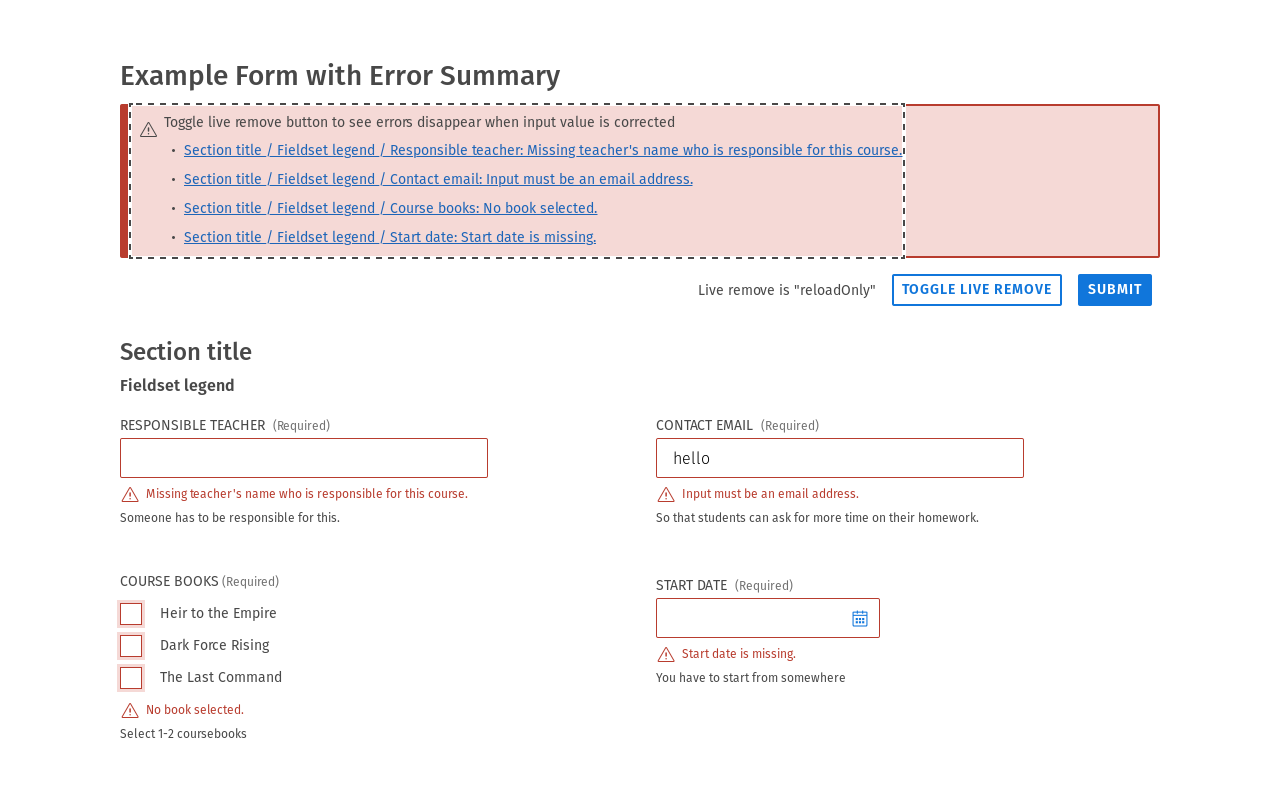 Example Form with Error Summary
Toggle live remove button to see errors disappear when input value is corrected
• Section title / Fieldset legend / Responsible teacher: Missing teacher's name who is responsible for this course.
• Section title / Fieldset legend / Contact email: Input must be an email address.
• Section title / Fieldset legend / Course books: No book selected.
• Section title / Fieldset legend / Start date: Start date is missing.
Live remove is "reloadOnly" TOGGLE LIVE REMOVE SUBMIT
Section title
Fieldset legend
RESPONSIBLE TEACHER (Required)
Missing teacher's name who is responsible for this course.
Someone has to be responsible for this.
CONTACT EMAIL (Required)
hello
Input must be an email address.
So that students can ask for more time on their homework.
COURSE BOOKS (Required)
Heir to the Empire
Dark Force Rising
The Last Command
No book selected.
Select 1-2 coursebooks
START DATE (Required)
Start date is missing.
You have to start from somewhere